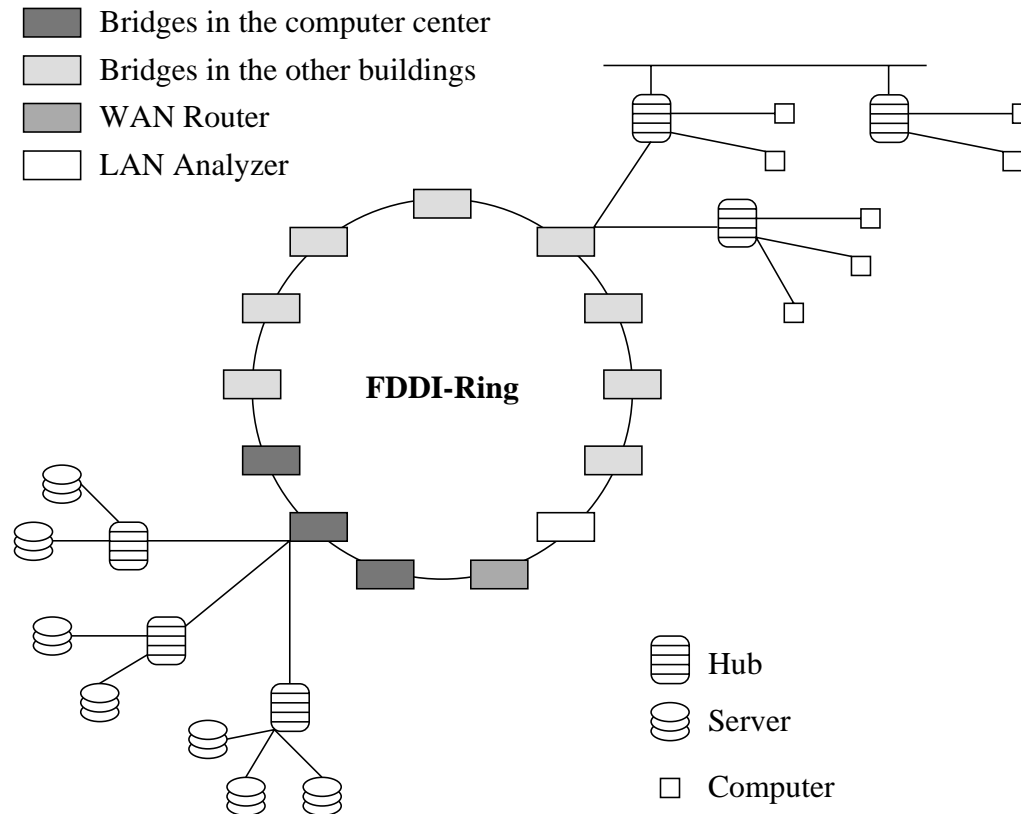 Bridges in the computer center
Bridges in the other buildings
WAN Router
LAN Analyzer
FDDI-Ring
Hub
Server
Computer